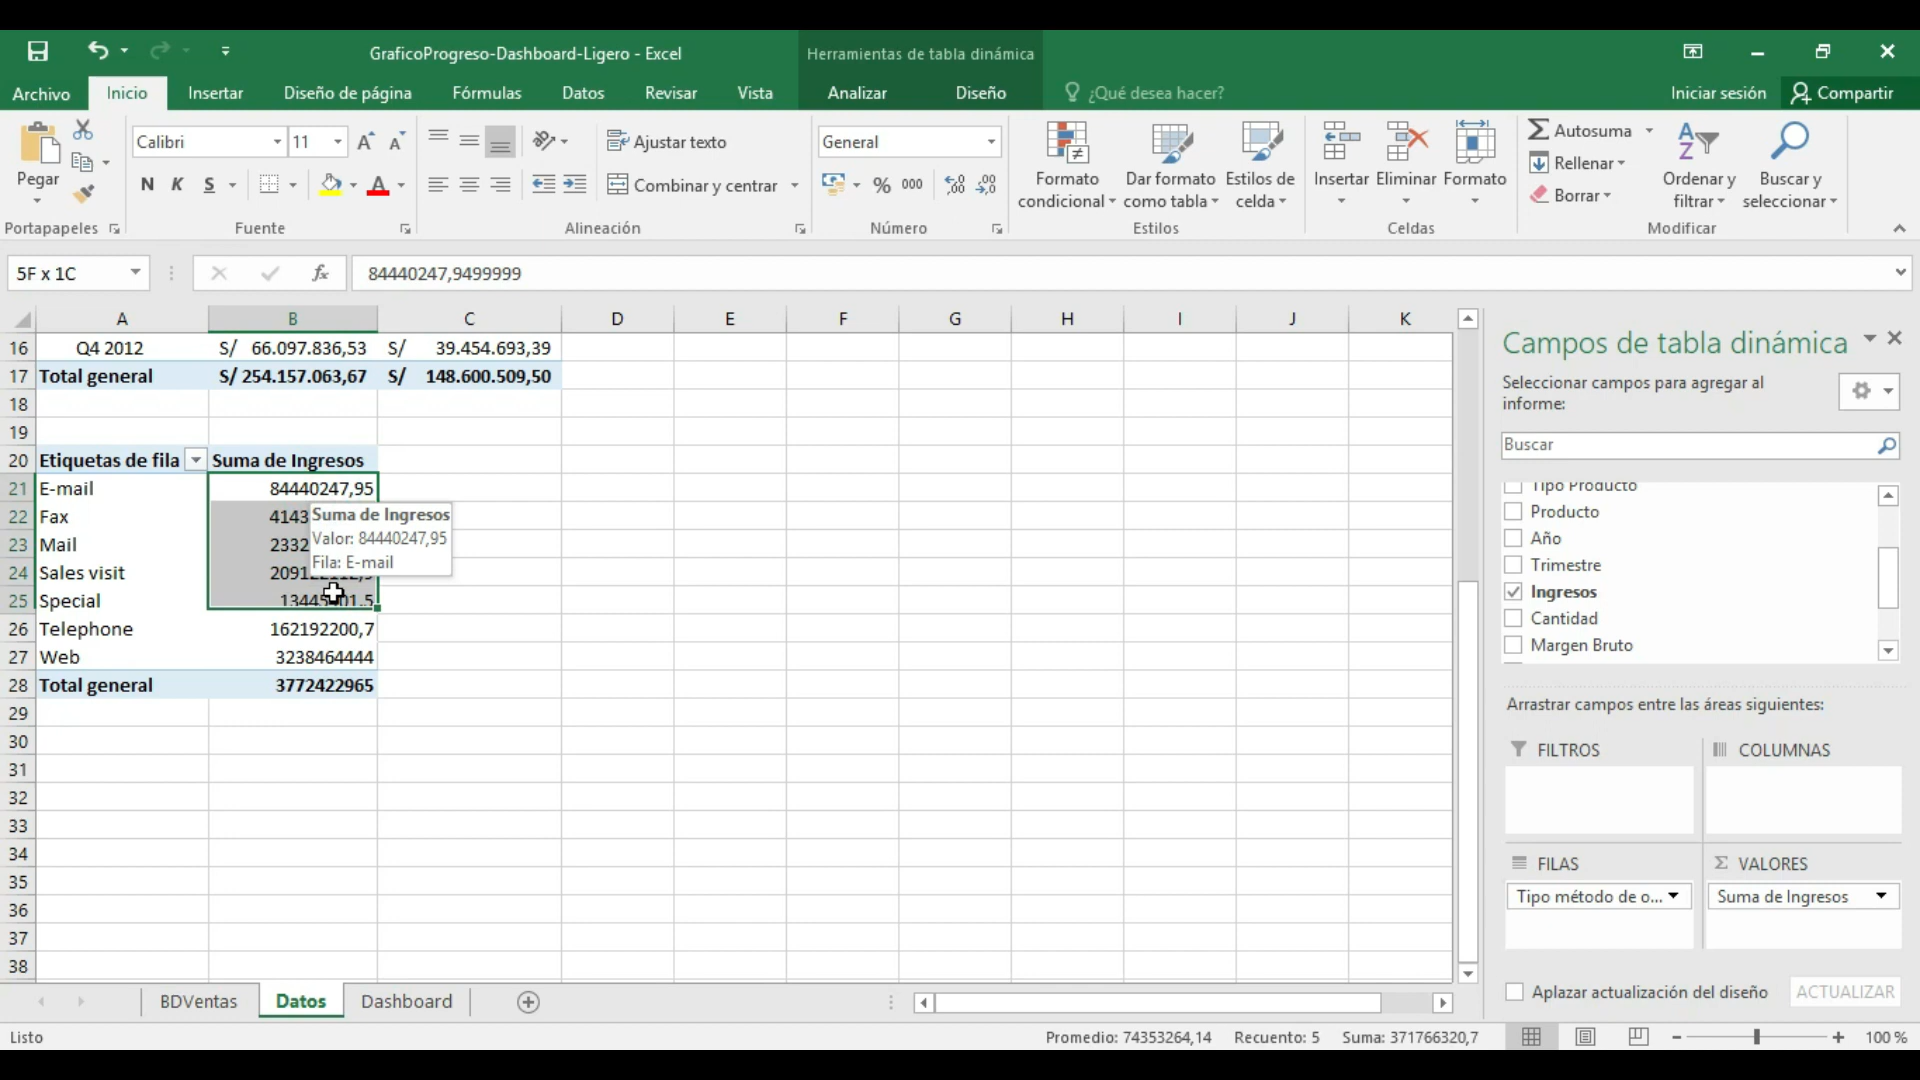 GraficoProgreso-Dashboard-Ligero - Excel
Herramientas de tabla dinámica
Archivo Inicio Insertar Diseño de página Fórmulas Datos Revisar Vista Analizar Diseño ¿Qué desea hacer? Iniciar sesión Compartir
Pegar
Portapapeles
Calibri 11
N K S
Fuente
Ajustar texto
Combinar y centrar
Alineación
General
% 000
Número
Formato condicional
Dar formato como tabla
Estilos de celda
Estilos
Insertar Eliminar Formato
Celdas
Autosuma
Rellenar
Borrar
Ordenar y filtrar
Buscar y seleccionar
Modificar
5F x 1C fx 84440247,9499999
A B C D E F G H I J K
16 Q4 2012 S/ 66.097.836,53 S/ 39.454.693,39
17 Total general S/ 254.157.063,67 S/ 148.600.509,50
18
19
20 Etiquetas de fila Suma de Ingresos
21 E-mail 84440247,95
22 Fax 4143
23 Mail 2332
24 Sales visit
25 Special
26 Telephone 162192200,7
27 Web 3238464444
28 Total general 3772422965
Suma de Ingresos
Valor: 84440247,95
Fila: E-mail
29
30
31
32
33
34
35
36
37
38
Campos de tabla dinámica
Seleccionar campos para agregar al
informe:
Buscar
Tipo Producto
Producto
Año
Trimestre
Ingresos
Cantidad
Margen Bruto
Arrastrar campos entre las áreas siguientes:
FILTROS COLUMNAS
FILAS VALORES
Tipo método de o... Suma de Ingresos
Aplazar actualización del diseño ACTUALIZAR
BDVentas Datos Dashboard
Listo Promedio: 74353264,14 Recuento: 5 Suma: 371766320,7 100 %